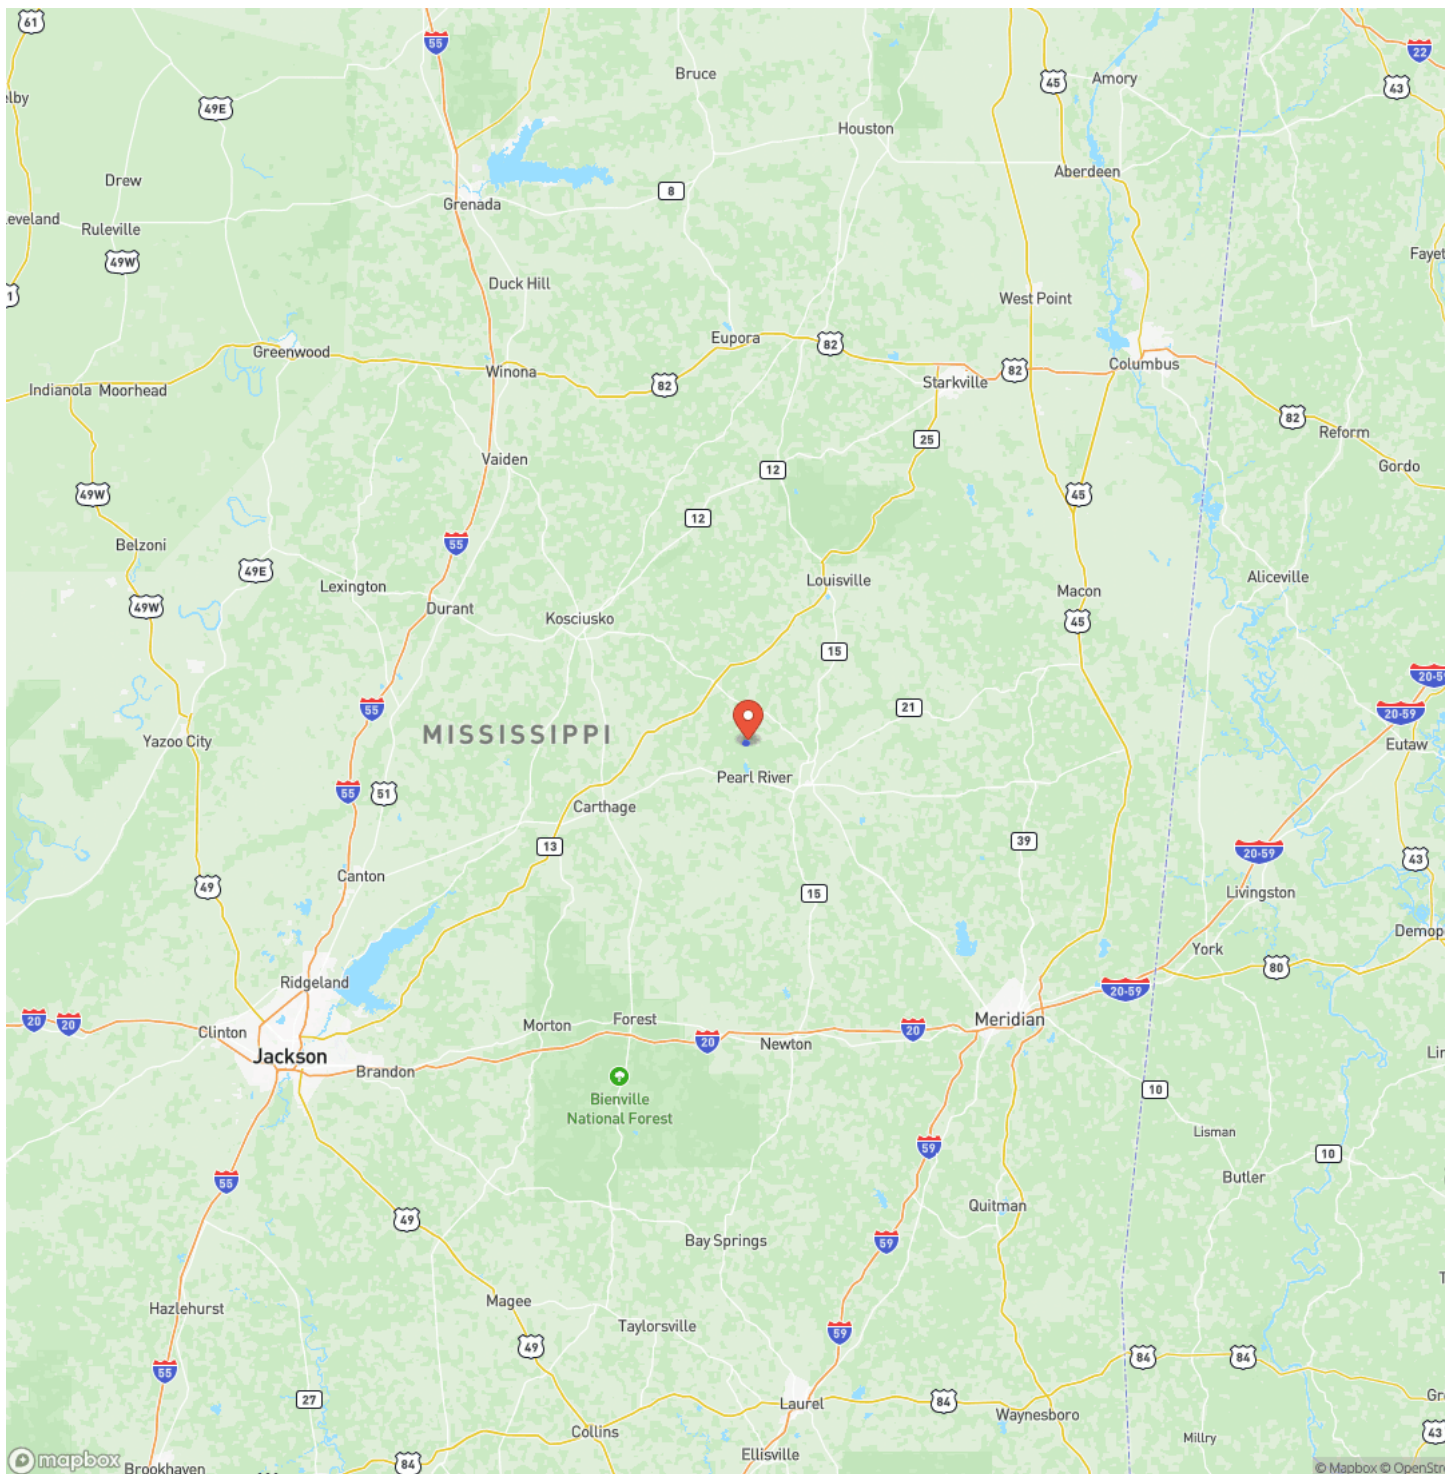 61
55
22
Bruce
45
Amory
43
elby
49E
Houston
Drew
Aberdeen
8
Grenada
leveland
Ruleville
49W
Fayet
1
Duck Hill
West Point
Eupora
82
Greenwood
Winona
82
Columbus
82
Starkville
Indianola
Moorhead
82
Reform
25
Vaiden
12
Gordo
49W
45
12
Belzoni
55
49E
Lexington
Louisville
Aliceville
Macon
49W
Durant
Kosciusko
45
15
20-59
55
21
20-59
MISSISSIPPI
Yazoo City
Eutaw
Pearl River
55
51
Carthage
13
39
20-59
43
Canton
49
15
Livingston
Demop
York
80
Ridgeland
20-59
20
20
Clinton
Morton
Forest
Meridian
20
20
Newton
Jackson
Brandon
Lin
Bienville
National Forest
10
Lisman
59
10
55
Butler
49
Quitman
Bay Springs
59
Hazlehurst
Magee
Taylorsville
59
49
55
84
84
27
Laurel
84
Gr
Waynesboro
Collins
43
Millry
Ellisville
mapbox
84
Brookhaven
© Mapbox © OpenStre